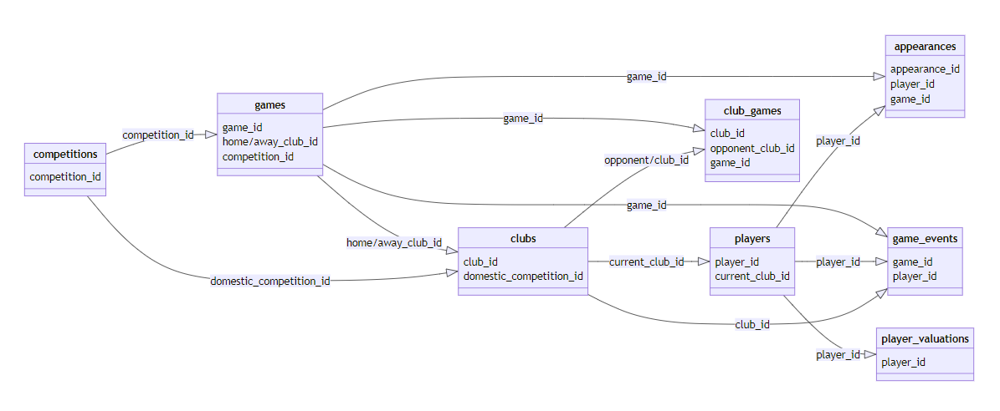 competitions
competition_id
competition_id
domestic_competition_id
games
game_id
home/away_club_id
competition_id
game_id
game_id
game_id
home/away_club_id
clubs
club_id
domestic_competition_id
opponent/club_id
current_club_id
club_id
club_games
club_id
opponent_club_id
game_id
players
player_id
current_club_id
player_id
player_id
player_id
appearances
appearance_id
player_id
game_id
game_events
game_id
player_id
player_valuations
player_id